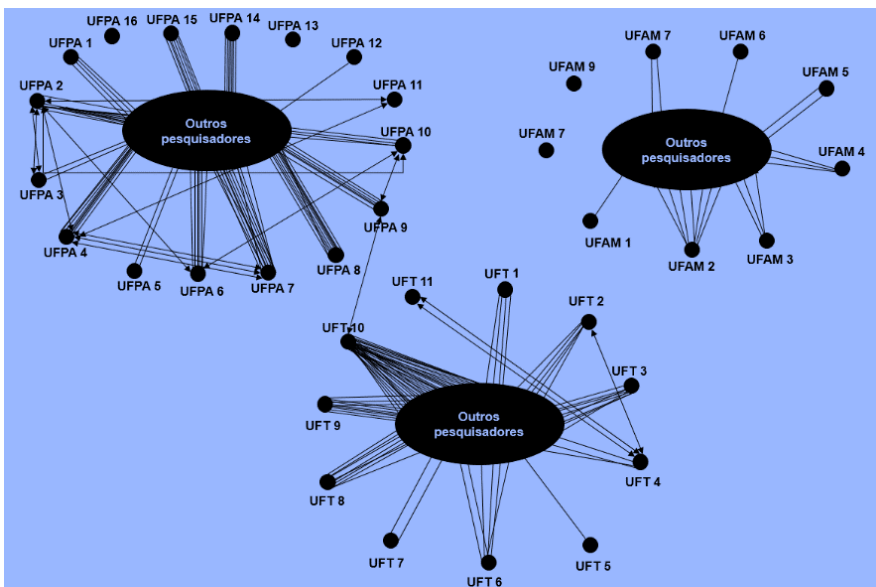 UFPA 16
UFPA 15
UFPA 14
UFPA 13
UFPA 1
UFPA 12
UFPA 2
UFPA 11
Outros
pesquisadores
UFPA 10
UFPA 3
UFPA 9
UFPA 4
UFPA 5
UFPA 6
UFPA 7
UFPA 8
UFAM 7
UFAM 6
UFAM 9
UFAM 5
Outros
pesquisadores
UFAM 7
UFAM 4
UFAM 1
UFAM 2
UFAM 3
UFT 11
UFT 1
UFT 2
UFT 10
UFT 3
Outros
pesquisadores
UFT 9
UFT 4
UFT 8
UFT 7
UFT 6
UFT 5